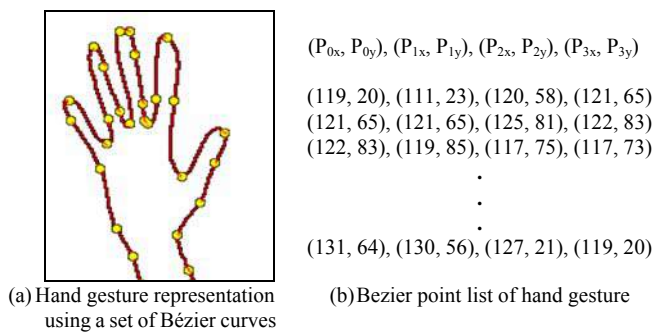 (P0x, P0y), (P1x, P1y), (P2x, P2y), (P3x, P3y)
(119, 20), (111, 23), (120, 58), (121, 65)
(121, 65), (121, 65), (125, 81), (122, 83)
(122, 83), (119, 85), (117, 75), (117, 73)
.
.
.
(131, 64), (130, 56), (127, 21), (119, 20)
(a) Hand gesture representation
using a set of Bézier curves
(b) Bezier point list of hand gesture